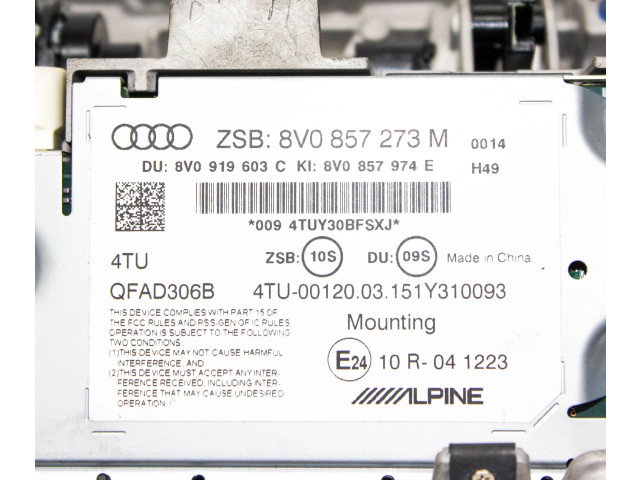 ZSB: 8V0 857 273 M 0014
DU: 8V0 919 603 C KI: 8V0 857 974 E H49
*009 4TUY30BFSXJ*
4TU ZSB: 10S DU: 09S Made in China
QFAD306B 4TU-00120.03.151Y310093
THIS DEVICE COMPLIES WITH PART 15 OF
THE FCC RULES AND RSS-GEN OF IC RULES
OPERATION IS SUBJECT TO THE FOLLOWING
TWO CONDITIONS:
(1)THIS DEVICE MAY NOT CAUSE HARMFUL
INTERFERENCE, AND
(2)THIS DEVICE MUST ACCEPT ANY INTER-
FERENCE RECEIVED, INCLUDING INTER-
FERENCE THAT MAY CAUSE UNDESIRED
OPERATION.
Mounting
E24 10 R- 04 1223
ALPINE